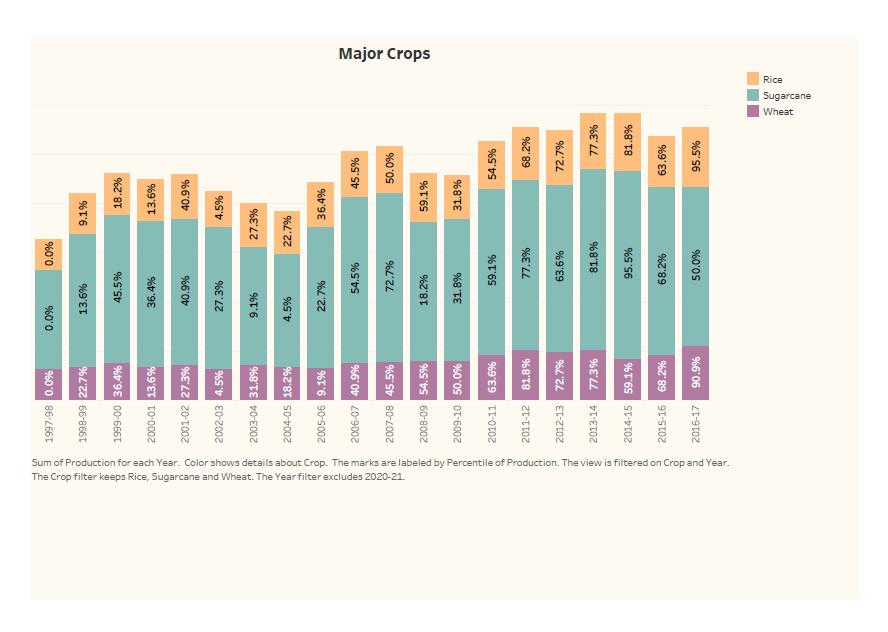 Major Crops
Rice
Sugarcane
Wheat
0.0% 9.1% 18.2% 13.6% 40.9% 4.5% 27.3% 22.7% 36.4% 45.5% 50.0% 59.1% 31.8% 54.5% 68.2% 72.7% 77.3% 81.8% 63.6% 95.5%
0.0% 13.6% 45.5% 36.4% 40.9% 27.3% 9.1% 4.5% 22.7% 54.5% 72.7% 18.2% 31.8% 59.1% 77.3% 63.6% 81.8% 95.5% 68.2% 50.0%
0.0% 22.7% 36.4% 13.6% 27.3% 4.5% 31.8% 18.2% 9.1% 40.9% 45.5% 54.5% 50.0% 63.6% 81.8% 72.7% 77.3% 59.1% 68.2% 90.9%
1997-98 1998-99 1999-00 2000-01 2001-02 2002-03 2003-04 2004-05 2005-06 2006-07 2007-08 2008-09 2009-10 2010-11 2011-12 2012-13 2013-14 2014-15 2015-16 2016-17
Sum of Production for each Year. Color shows details about Crop. The marks are labeled by Percentile of Production. The view is filtered on Crop and Year.
The Crop filter keeps Rice, Sugarcane and Wheat. The Year filter excludes 2020-21.